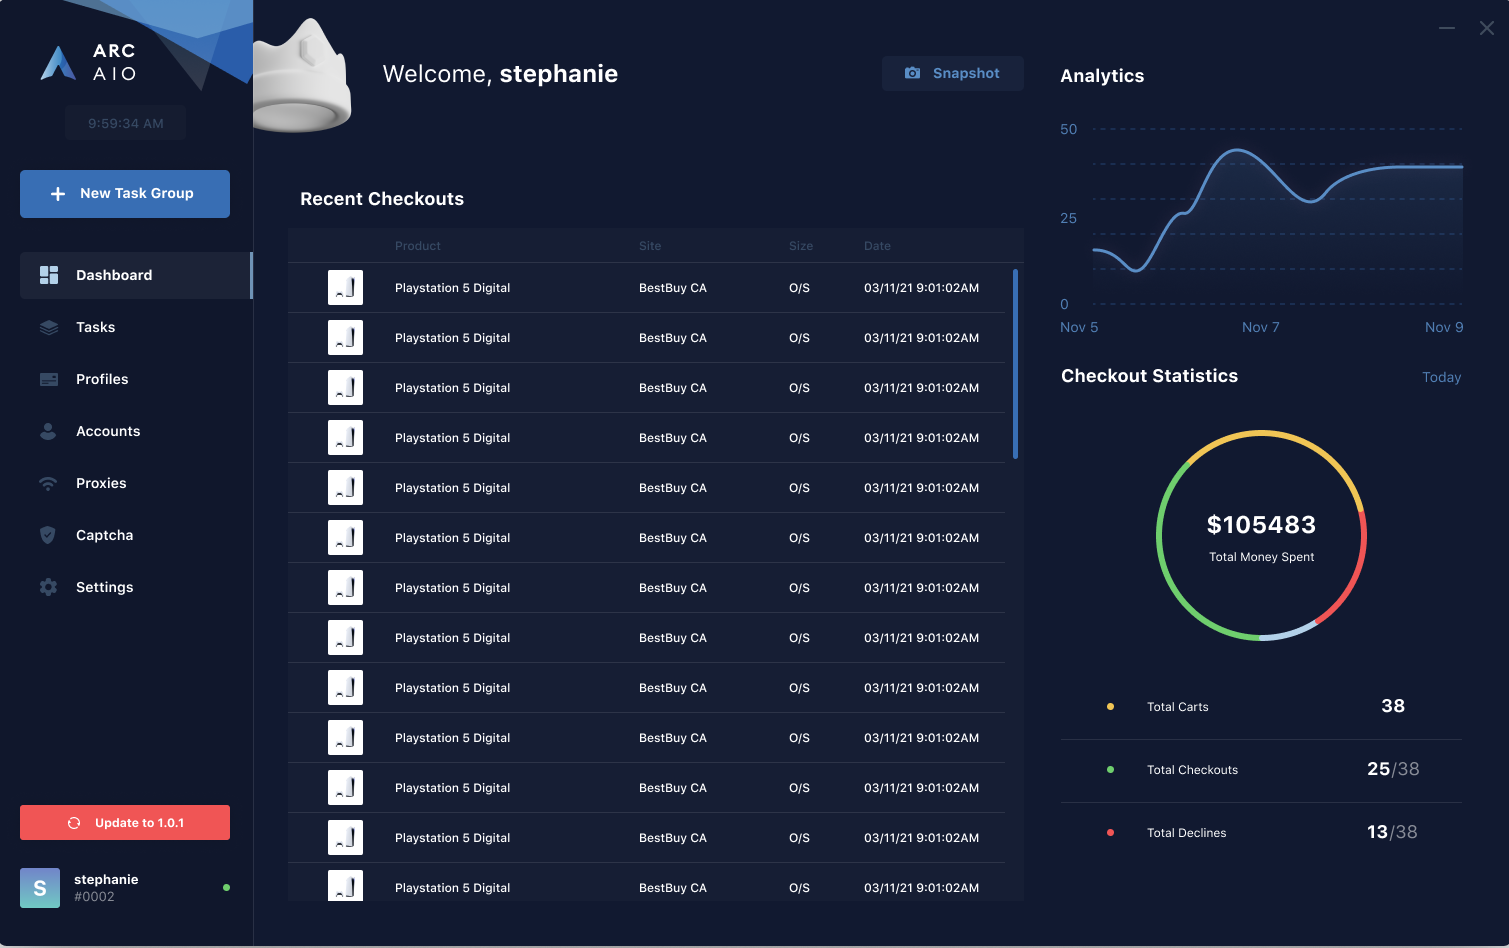 ARC
AIO
9:59:34 AM
New Task Group
Dashboard
Tasks
Profiles
Accounts
Proxies
Captcha
Settings
Update to 1.0.1
S
stephanie
#0002
Welcome, stephanie
Snapshot
Recent Checkouts
Product Site Size Date
Playstation 5 Digital BestBuy CA O/S 03/11/21 9:01:02AM
Playstation 5 Digital BestBuy CA O/S 03/11/21 9:01:02AM
Playstation 5 Digital BestBuy CA O/S 03/11/21 9:01:02AM
Playstation 5 Digital BestBuy CA O/S 03/11/21 9:01:02AM
Playstation 5 Digital BestBuy CA O/S 03/11/21 9:01:02AM
Playstation 5 Digital BestBuy CA O/S 03/11/21 9:01:02AM
Playstation 5 Digital BestBuy CA O/S 03/11/21 9:01:02AM
Playstation 5 Digital BestBuy CA O/S 03/11/21 9:01:02AM
Playstation 5 Digital BestBuy CA O/S 03/11/21 9:01:02AM
Playstation 5 Digital BestBuy CA O/S 03/11/21 9:01:02AM
Playstation 5 Digital BestBuy CA O/S 03/11/21 9:01:02AM
Playstation 5 Digital BestBuy CA O/S 03/11/21 9:01:02AM
Playstation 5 Digital BestBuy CA O/S 03/11/21 9:01:02AM
Analytics
50
25
0
Nov 5 Nov 7 Nov 9
Checkout Statistics Today
$105483
Total Money Spent
Total Carts 38
Total Checkouts 25/38
Total Declines 13/38